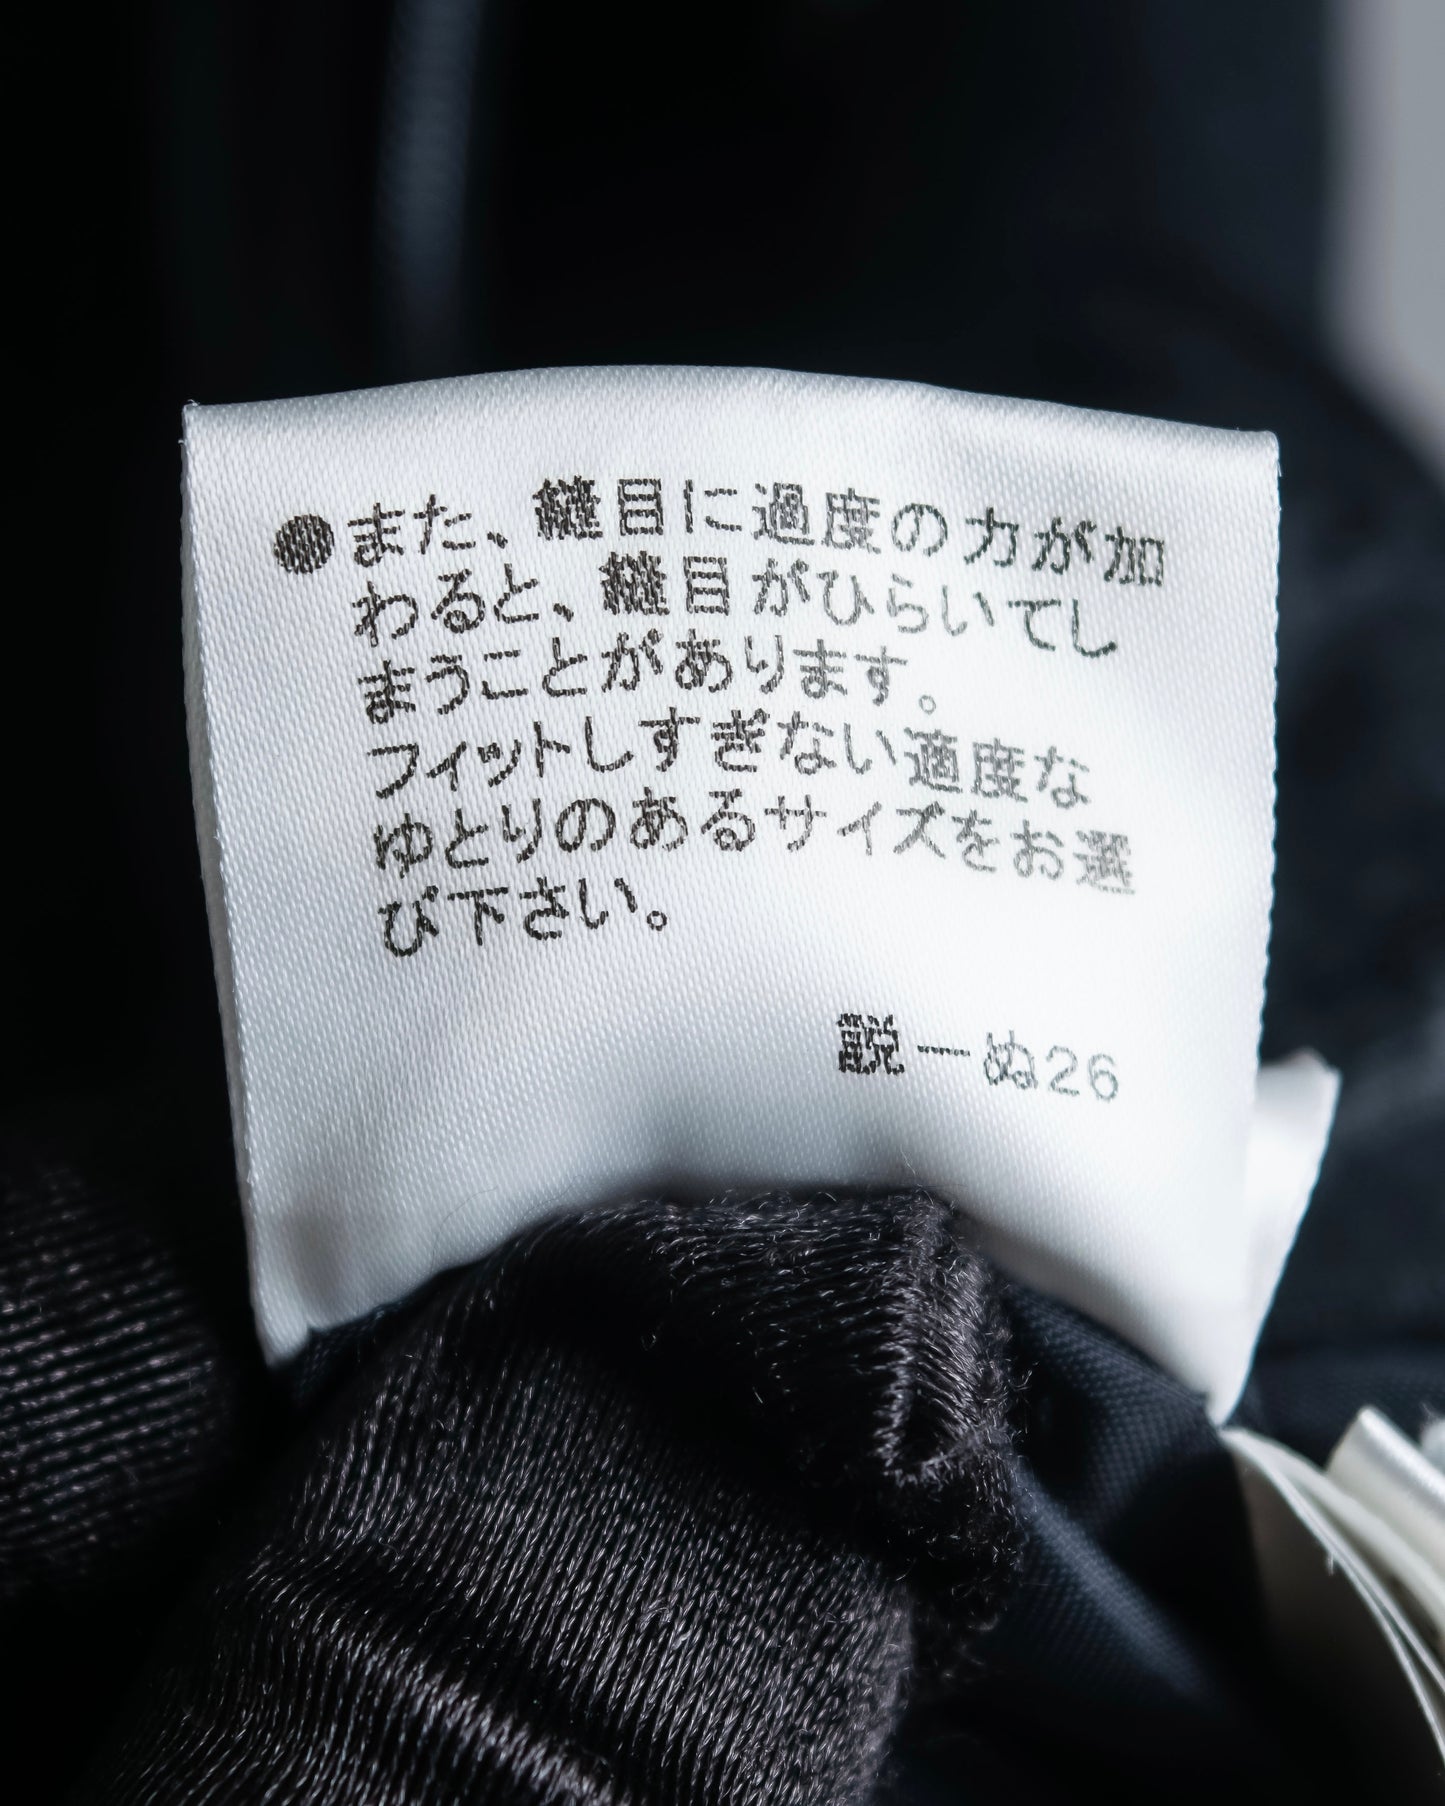 ●また、縫目に過度の力が加
わると、縫目がひらいてし
まうことがあります。
フィットしすぎない適度な
ゆとりのあるサイズをお選
び下さい。
説ーぬ26